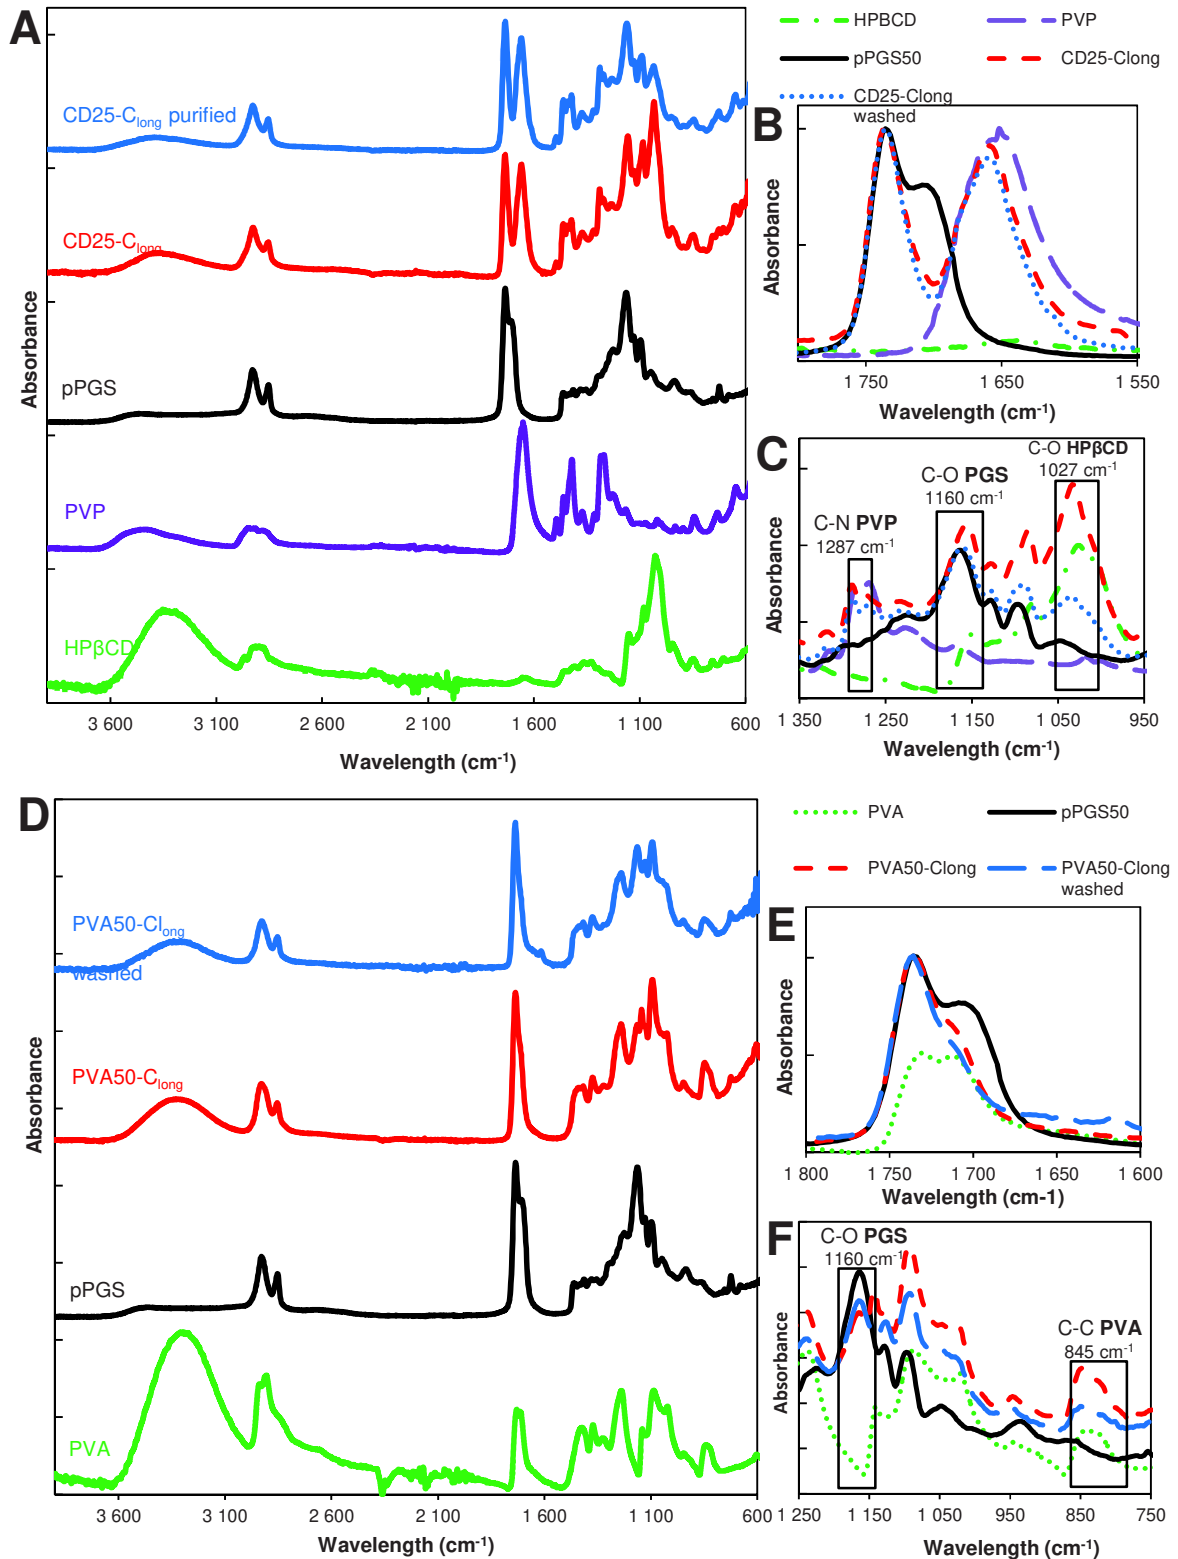 A
Absorbance
CD25-Clong purified
CD25-Clong
pPGS
PVP
HPβCD
3 600
3 100
2 600
2 100
1 600
1 100
600
Wavelength (cm-1)
HPBCD
PVP
pPGS50
CD25-Clong
CD25-Clong
washed
B
Absorbance
1 750
1 650
1 550
Wavelength (cm-1)
C
Absorbance
C-N PVP
1287 cm-1
C-O PGS
1160 cm-1
C-O HPβCD
1027 cm-1
1 350
1 250
1 150
1 050
950
Wavelength (cm-1)
D
Absorbance
PVA50-Clong
washed
PVA50-Clong
pPGS
PVA
3 600
3 100
2 600
2 100
1 600
1 100
600
Wavelength (cm-1)
PVA
pPGS50
PVA50-Clong
PVA50-Clong
washed
E
Absorbance
1 800
1 750
1 700
1 650
1 600
Wavelength (cm-1)
F
Absorbance
C-O PGS
1160 cm-1
C-C PVA
845 cm-1
1 250
1 150
1 050
950
850
750
Wavelength (cm-1)